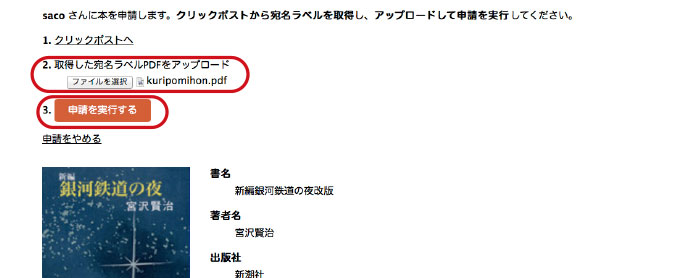 saco さんに本を申請します。クリックポストから宛名ラベルを取得し、アップロードして申請を実行してください。
1. クリックポストへ
2. 取得した宛名ラベルPDFをアップロード
ファイルを選択 kuripomihon.pdf
3. 申請を実行する
申請をやめる
新編
銀河鉄道の夜
宮沢賢治
書名
新編銀河鉄道の夜改版
著者名
宮沢賢治
出版社
新潮社